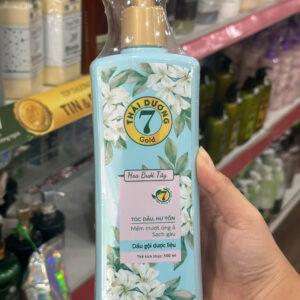 TIN &
THÁI DƯƠNG
7
Gold
Hoa Bưởi Tây
TÓC DẦU, HƯ TỔN
Mềm mượt óng ả
Sạch gàu
Dầu gội dược liệu
Thể tích thực: 500 ml